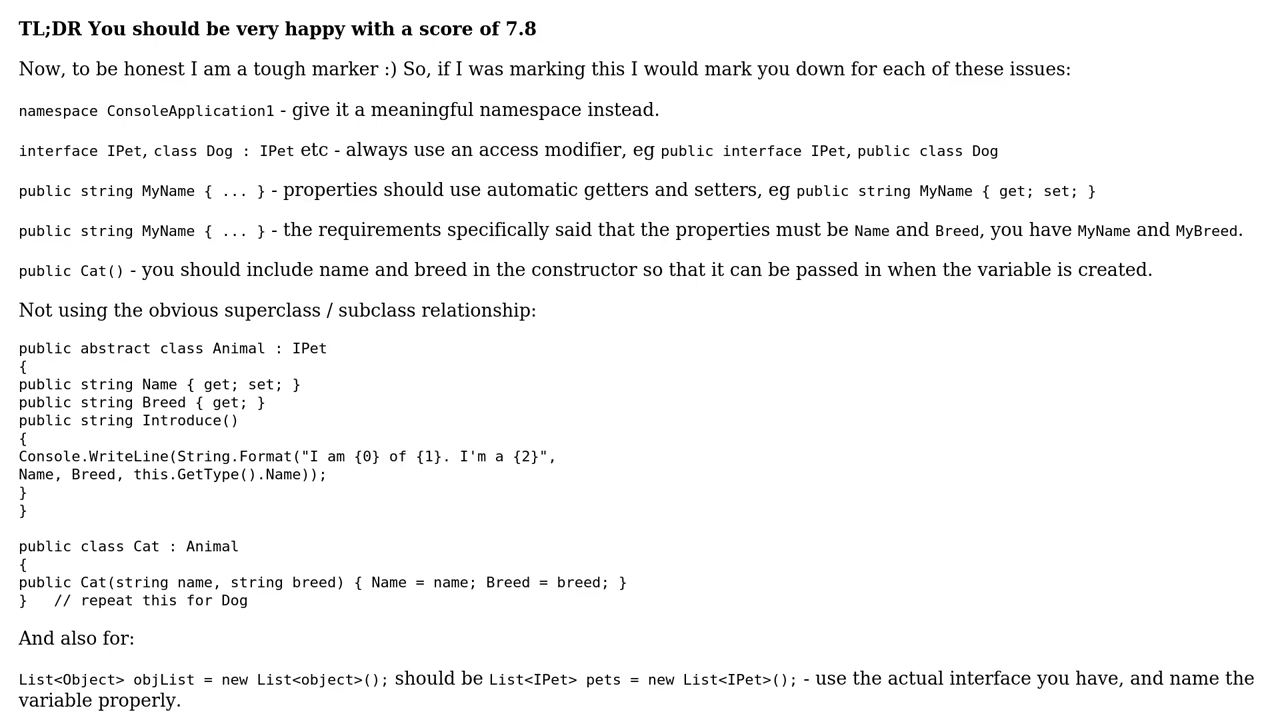 TL;DR You should be very happy with a score of 7.8
Now, to be honest I am a tough marker :) So, if I was marking this I would mark you down for each of these issues:
namespace ConsoleApplication1 - give it a meaningful namespace instead.
interface IPet, class Dog : IPet etc - always use an access modifier, eg public interface IPet, public class Dog
public string MyName { ... } - properties should use automatic getters and setters, eg public string MyName { get; set; }
public string MyName { ... } - the requirements specifically said that the properties must be Name and Breed, you have MyName and MyBreed.
public Cat() - you should include name and breed in the constructor so that it can be passed in when the variable is created.
Not using the obvious superclass / subclass relationship:
public abstract class Animal : IPet
{
public string Name { get; set; }
public string Breed { get; }
public string Introduce()
{
Console.WriteLine(String.Format("I am {0} of {1}. I'm a {2}",
Name, Breed, this.GetType().Name));
}
}
public class Cat : Animal
{
public Cat(string name, string breed) { Name = name; Breed = breed; }
}   // repeat this for Dog
And also for:
List<Object> objList = new List<object>(); should be List<IPet> pets = new List<IPet>(); - use the actual interface you have, and name the
variable properly.